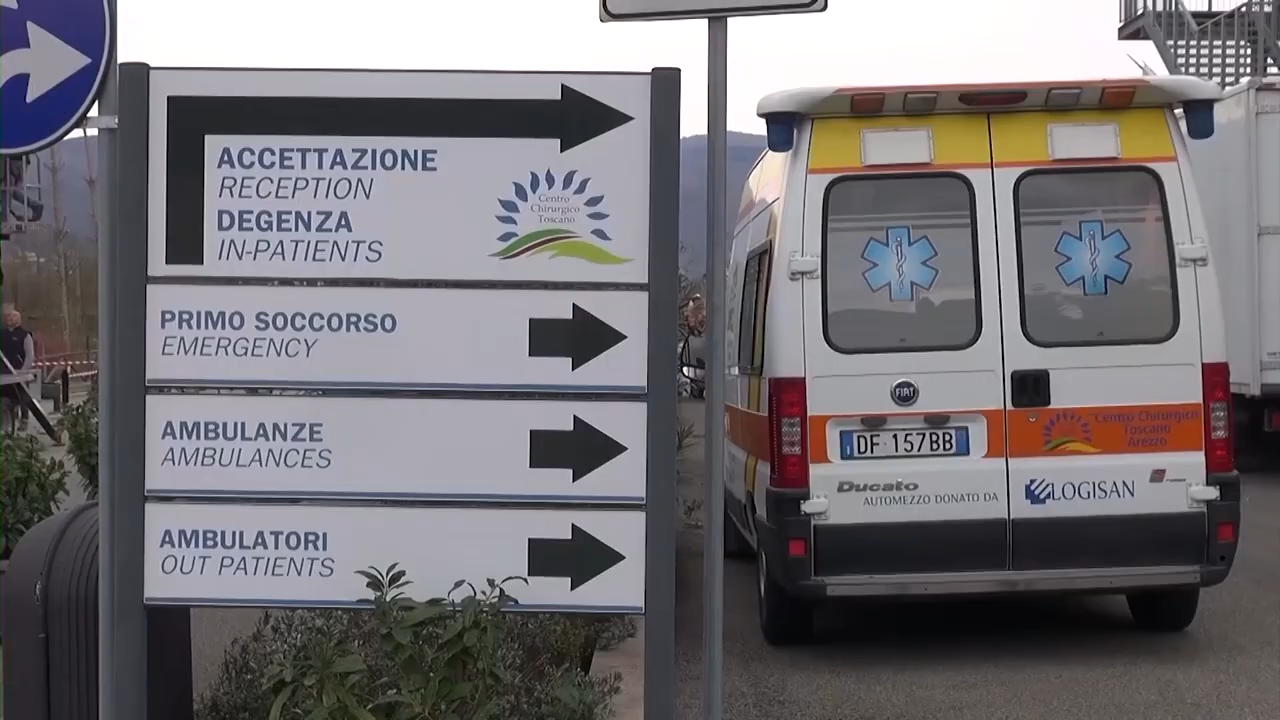 ACCETTAZIONE
RECEPTION
DEGENZA
IN-PATIENTS
Centro
Chirurgico
Toscano
PRIMO SOCCORSO
EMERGENCY
AMBULANZE
AMBULANCES
AMBULATORI
OUT PATIENTS
FIAT
DF 157BB
Centro Chirurgico
Toscano
Arezzo
Ducato
AUTOMEZZO DONATO DA
LOGISAN